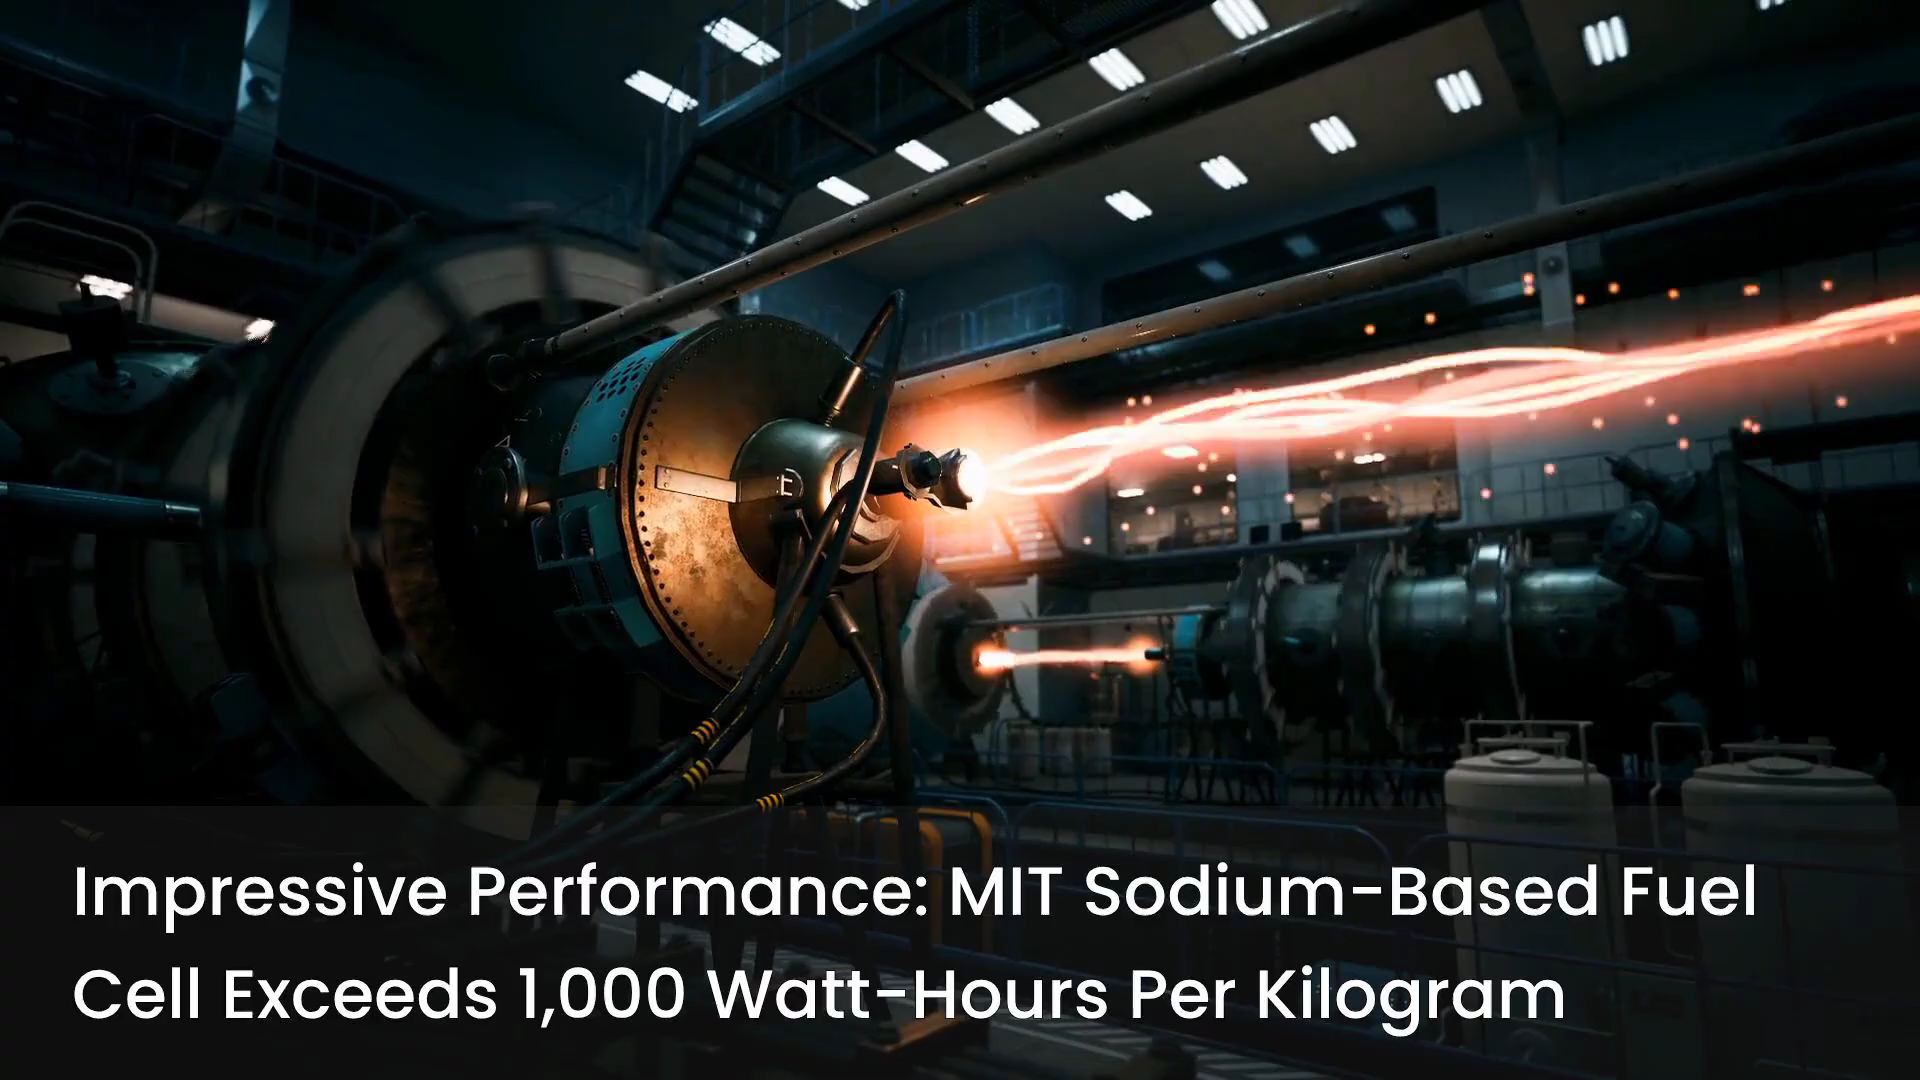 Impressive Performance: MIT Sodium-Based Fuel
Cell Exceeds 1,000 Watt-Hours Per Kilogram